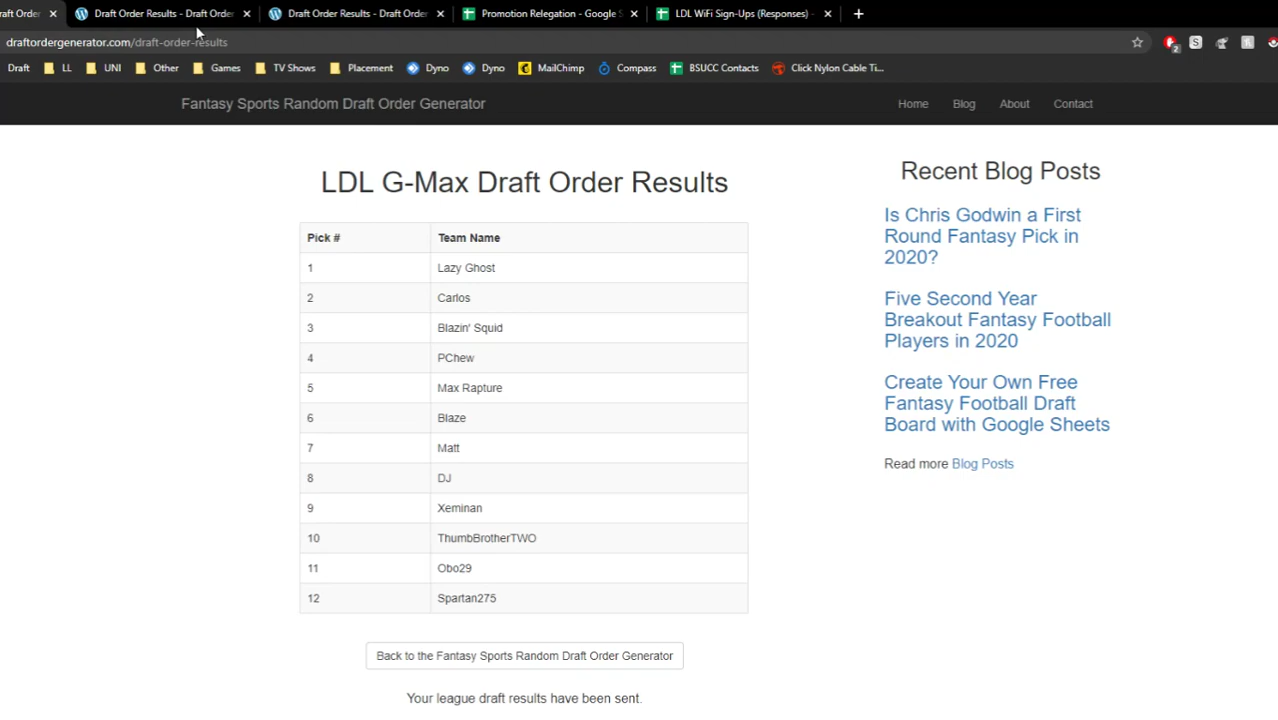 raft Order
Draft Order Results - Draft Order
Draft Order Results - Draft Order
Promotion Relegation - Google S
LDL WiFi Sign-Ups (Responses) -
draftordergenerator.com/draft-order-results
2
S
Draft
LL
UNI
Other
Games
TV Shows
Placement
Dyno
Dyno
MailChimp
Compass
BSUCC Contacts
Click Nylon Cable Ti...
Fantasy Sports Random Draft Order Generator
Home
Blog
About
Contact
LDL G-Max Draft Order Results
Pick # Team Name
1 Lazy Ghost
2 Carlos
3 Blazin' Squid
4 PChew
5 Max Rapture
6 Blaze
7 Matt
8 DJ
9 Xeminan
10 ThumbBrotherTWO
11 Obo29
12 Spartan275
Back to the Fantasy Sports Random Draft Order Generator
Your league draft results have been sent.
Recent Blog Posts
Is Chris Godwin a First
Round Fantasy Pick in
2020?
Five Second Year
Breakout Fantasy Football
Players in 2020
Create Your Own Free
Fantasy Football Draft
Board with Google Sheets
Read more Blog Posts